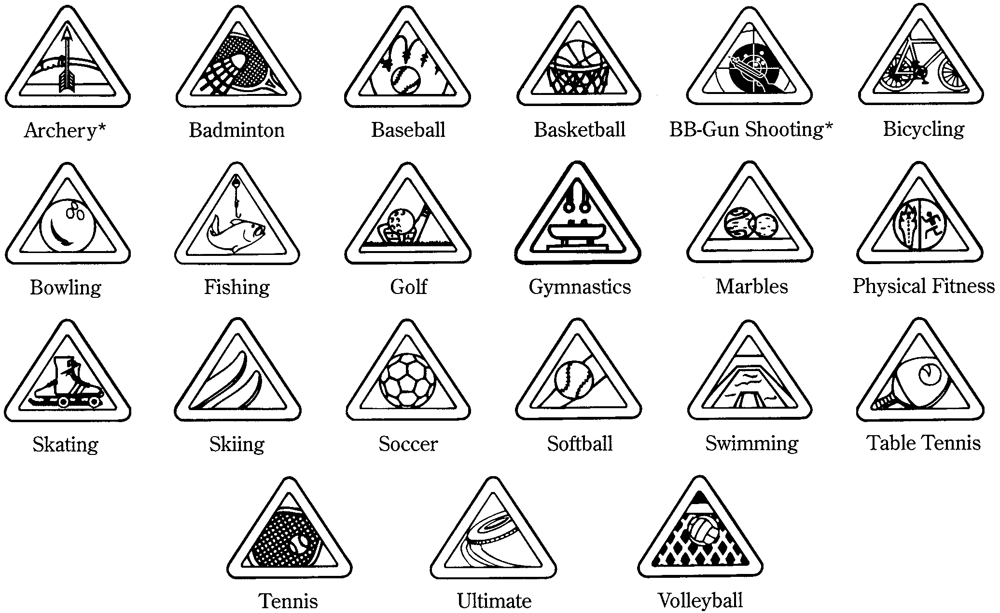 Archery* Badminton Baseball Basketball BB-Gun Shooting* Bicycling
Bowling Fishing Golf Gymnastics Marbles Physical Fitness
Skating Skiing Soccer Softball Swimming Table Tennis
Tennis Ultimate Volleyball